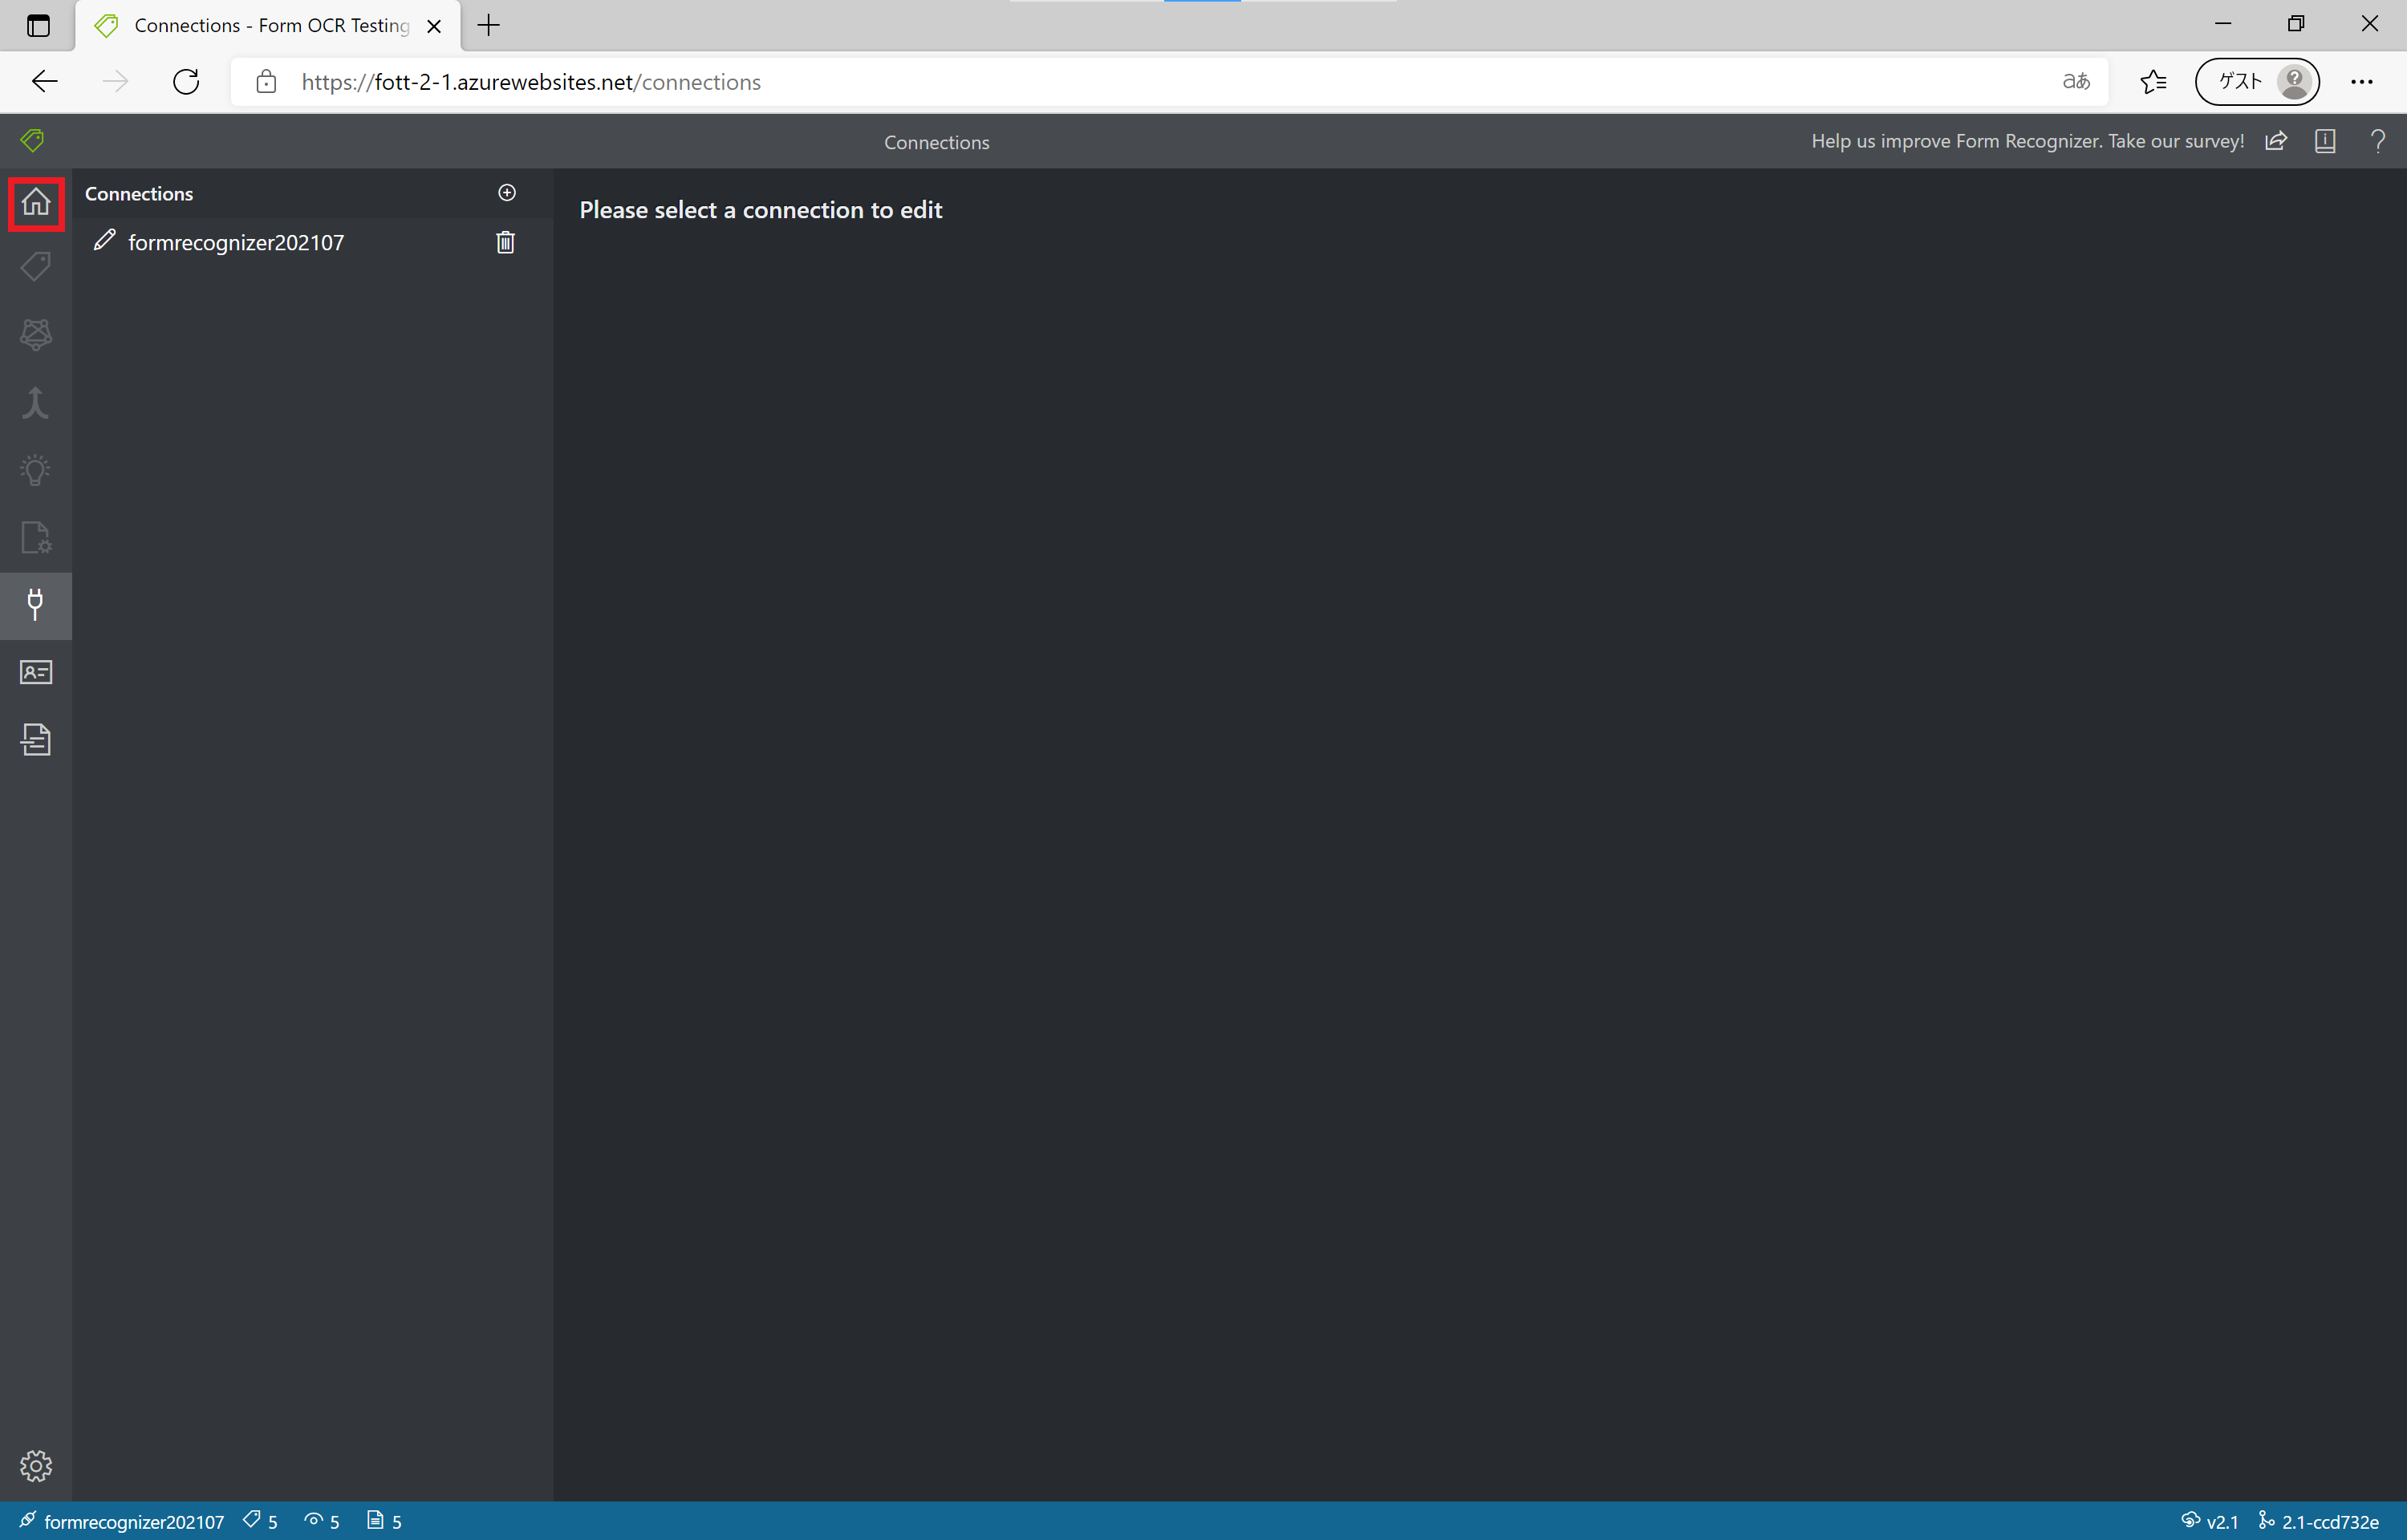 Connections - Form OCR Testing
https://fott-2-1.azurewebsites.net/connections
aあ
ゲスト
Connections
Help us improve Form Recognizer. Take our survey!
Connections
formrecognizer202107
Please select a connection to edit
formrecognizer202107 5 5 5
v2.1 2.1-ccd732e